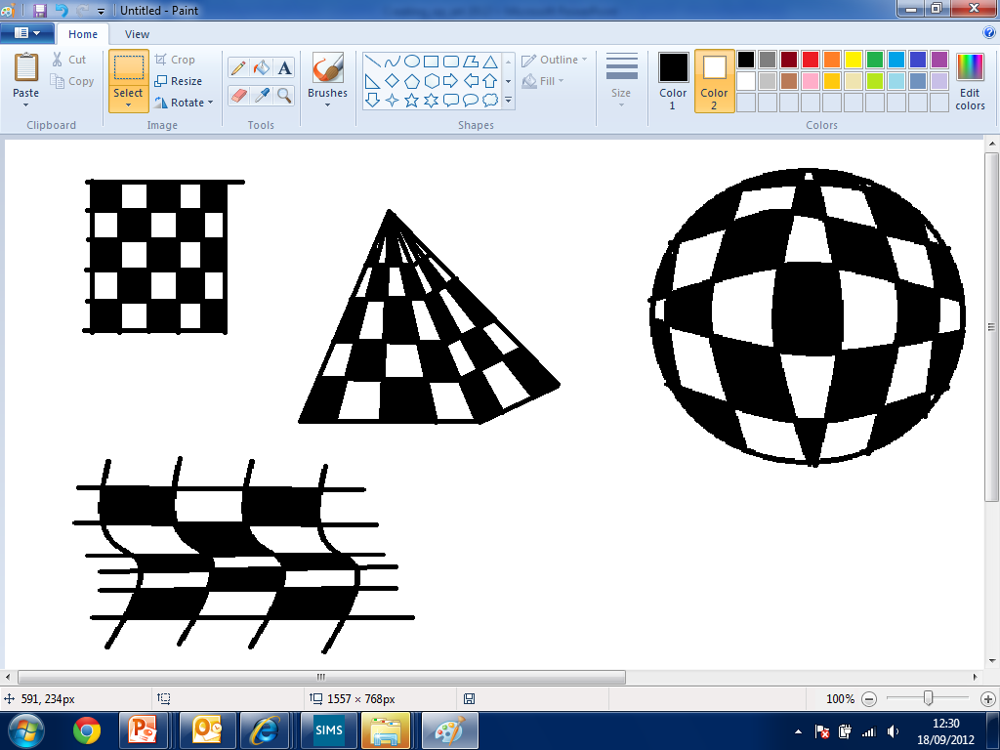 Untitled - Paint
Home View
Paste
Cut
Copy
Clipboard
Select
Crop
Resize
Rotate
Image
A
Tools
Brushes
Shapes
Outline
Fill
Size
Color 1
Color 2
Edit colors
Colors
591, 234px
1557 × 768px
100%
SIMS
12:30
18/09/2012